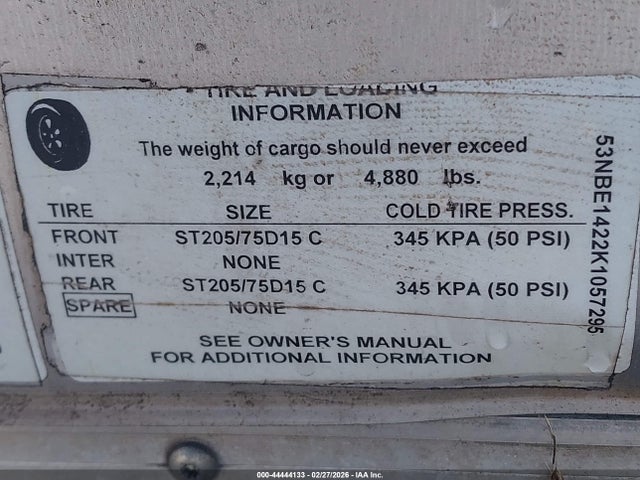 TIRE AND LOADING
INFORMATION
The weight of cargo should never exceed
2,214 kg or 4,880 lbs.
TIRE SIZE COLD TIRE PRESS.
FRONT ST205/75D15 C 345 KPA (50 PSI)
INTER NONE
REAR ST205/75D15 C 345 KPA (50 PSI)
SPARE NONE
SEE OWNER'S MANUAL
FOR ADDITIONAL INFORMATION
53NBE1422K1057295
000-44444133 - 02/27/2026 - IAA Inc.